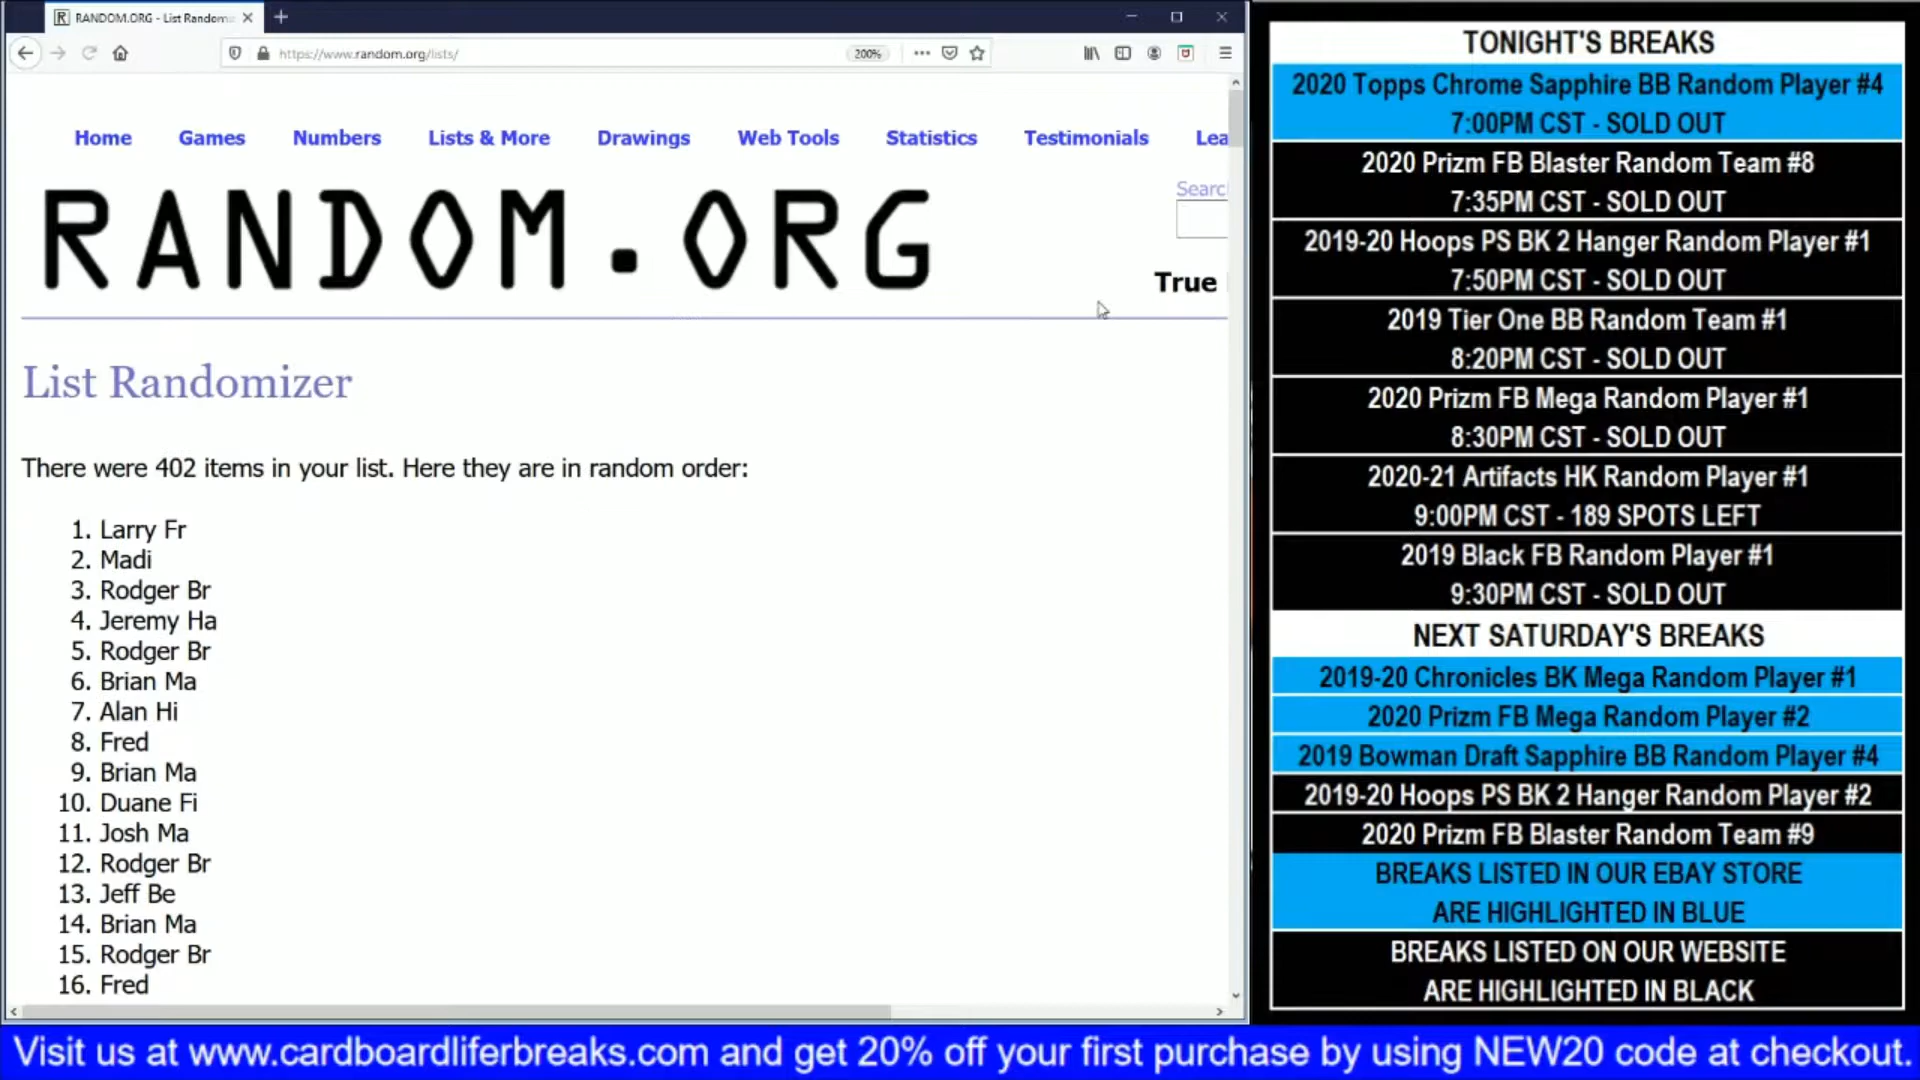 RANDOM.ORG - List Randomi
https://www.random.org/lists/
200%
Home Games Numbers Lists & More Drawings Web Tools Statistics Testimonials Lea
RANDOM.ORG
Searc
True
List Randomizer
There were 402 items in your list. Here they are in random order:
1. Larry Fr
2. Madi
3. Rodger Br
4. Jeremy Ha
5. Rodger Br
6. Brian Ma
7. Alan Hi
8. Fred
9. Brian Ma
10. Duane Fi
11. Josh Ma
12. Rodger Br
13. Jeff Be
14. Brian Ma
15. Rodger Br
16. Fred
TONIGHT'S BREAKS
2020 Topps Chrome Sapphire BB Random Player #4
7:00PM CST - SOLD OUT
2020 Prizm FB Blaster Random Team #8
7:35PM CST - SOLD OUT
2019-20 Hoops PS BK 2 Hanger Random Player #1
7:50PM CST - SOLD OUT
2019 Tier One BB Random Team #1
8:20PM CST - SOLD OUT
2020 Prizm FB Mega Random Player #1
8:30PM CST - SOLD OUT
2020-21 Artifacts HK Random Player #1
9:00PM CST - 189 SPOTS LEFT
2019 Black FB Random Player #1
9:30PM CST - SOLD OUT
NEXT SATURDAY'S BREAKS
2019-20 Chronicles BK Mega Random Player #1
2020 Prizm FB Mega Random Player #2
2019 Bowman Draft Sapphire BB Random Player #4
2019-20 Hoops PS BK 2 Hanger Random Player #2
2020 Prizm FB Blaster Random Team #9
BREAKS LISTED IN OUR EBAY STORE
ARE HIGHLIGHTED IN BLUE
BREAKS LISTED ON OUR WEBSITE
ARE HIGHLIGHTED IN BLACK
Visit us at www.cardboardliferbreaks.com and get 20% off your first purchase by using NEW20 code at checkout.